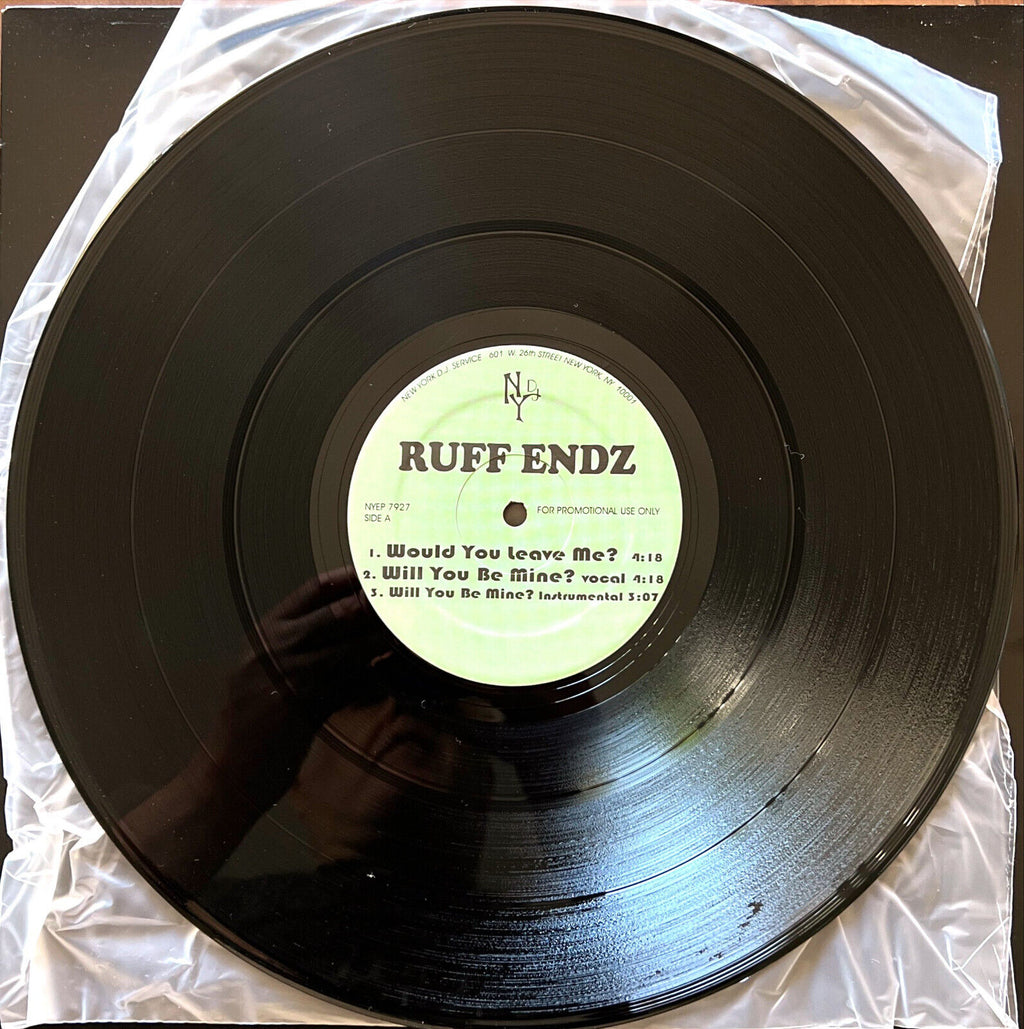 NEW YORK D.J. SERVICE 601 W. 26th STREET NEW YORK, NY 10001
NY DJ
RUFF ENDZ
NYEP 7927
SIDE A
FOR PROMOTIONAL USE ONLY
1. Would You Leave Me? 4:18
2. Will You Be Mine? vocal 4:18
3. Will You Be Mine? Instrumental 3:07